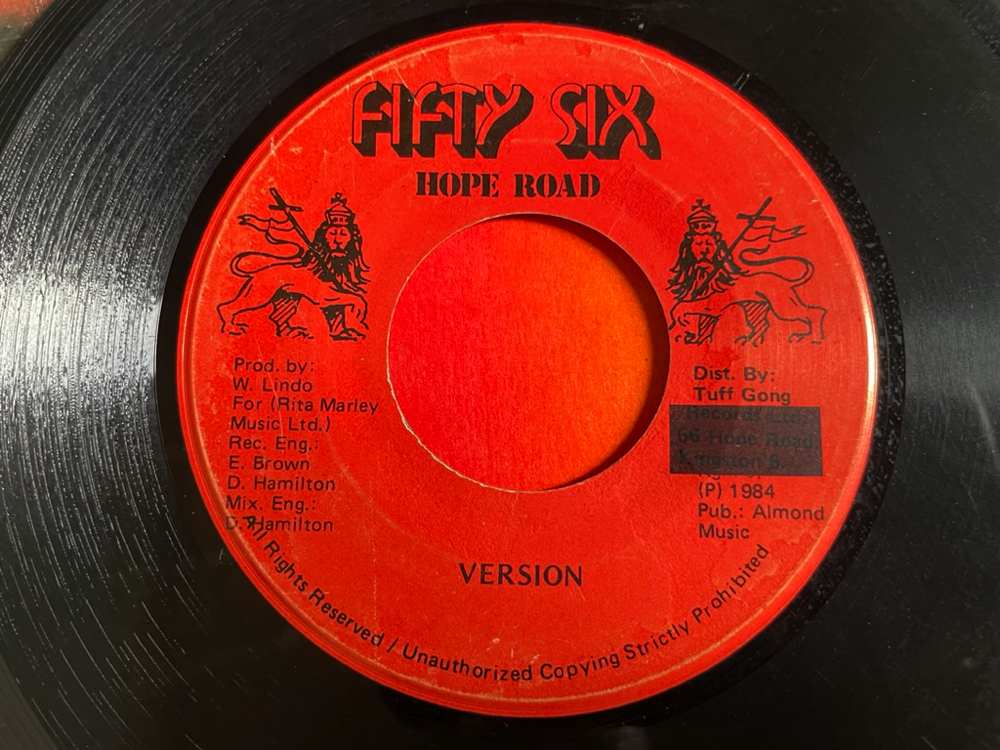 FIFTY SIX
HOPE ROAD
Prod. by:
W. Lindo
For (Rita Marley
Music Ltd.)
Rec. Eng.:
E. Brown
D. Hamilton
Mix. Eng.:
D. Hamilton
Dist. By:
Tuff Gong
Records Ltd.
56 Hope Road
Kingston 6
(P) 1984
Pub.: Almond
Music
VERSION
All Rights Reserved / Unauthorized Copying Strictly Prohibited